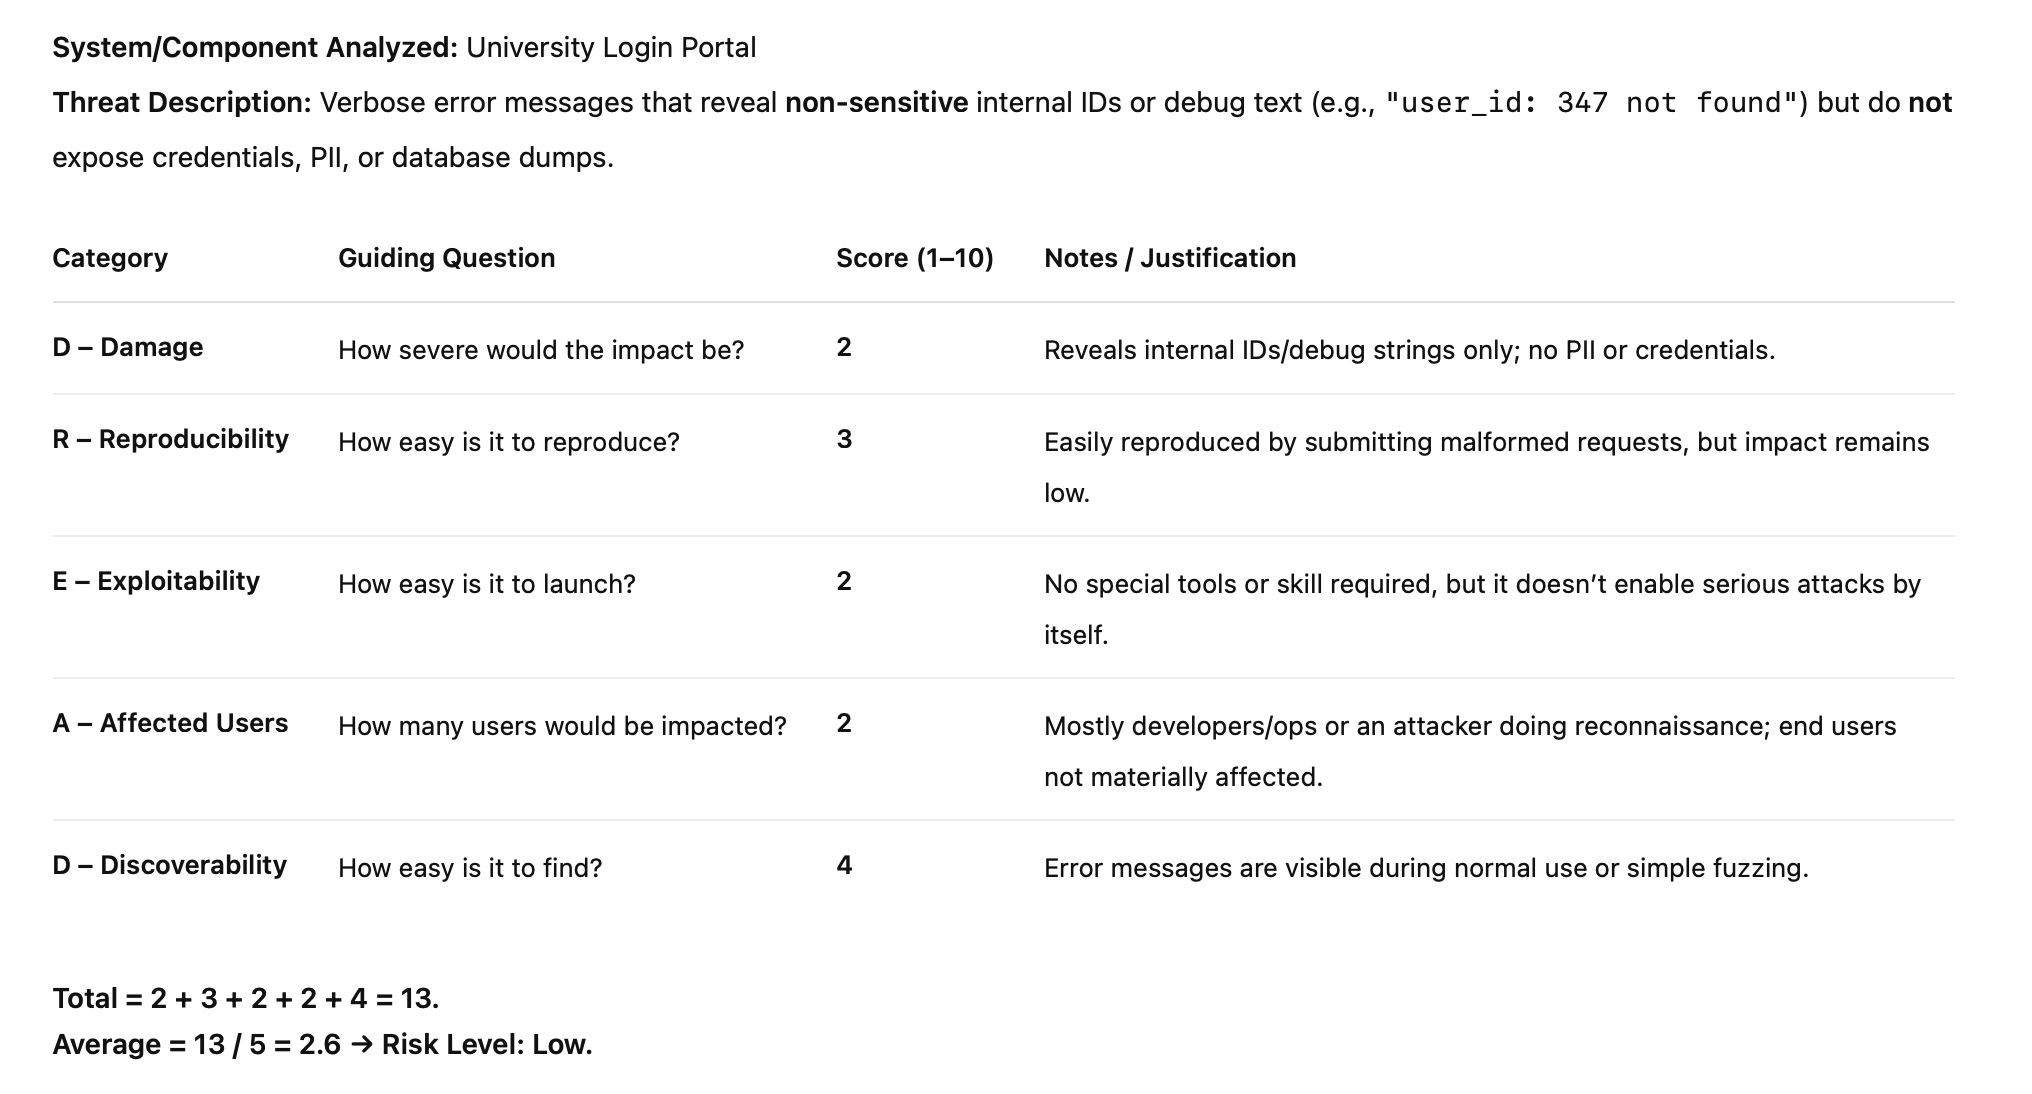 System/Component Analyzed: University Login Portal
Threat Description: Verbose error messages that reveal non-sensitive internal IDs or debug text (e.g., "user_id: 347 not found") but do not
expose credentials, PII, or database dumps.
Category Guiding Question Score (1–10) Notes / Justification
D – Damage How severe would the impact be? 2 Reveals internal IDs/debug strings only; no PII or credentials.
R – Reproducibility How easy is it to reproduce? 3 Easily reproduced by submitting malformed requests, but impact remains
low.
E – Exploitability How easy is it to launch? 2 No special tools or skill required, but it doesn’t enable serious attacks by
itself.
A – Affected Users How many users would be impacted? 2 Mostly developers/ops or an attacker doing reconnaissance; end users
not materially affected.
D – Discoverability How easy is it to find? 4 Error messages are visible during normal use or simple fuzzing.
Total = 2 + 3 + 2 + 2 + 4 = 13.
Average = 13 / 5 = 2.6 → Risk Level: Low.